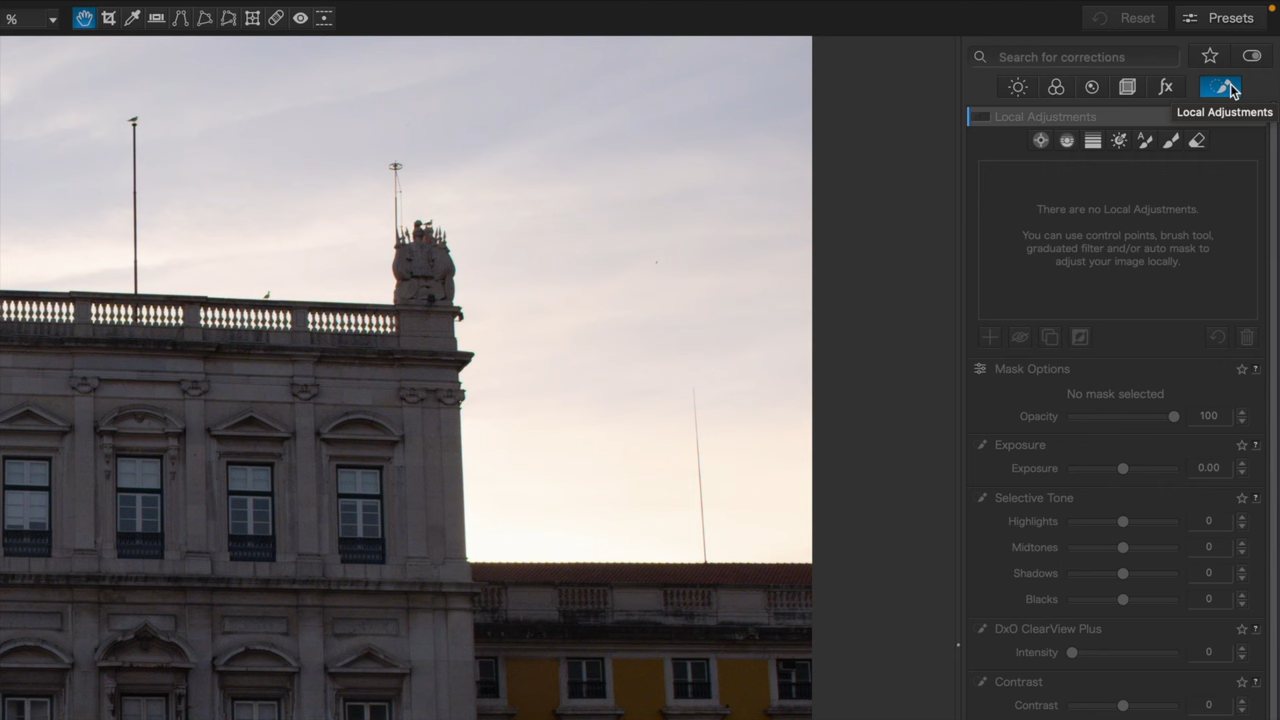 %
Reset
Presets
Search for corrections
fx
Local Adjustments
Local Adjustments
A
There are no Local Adjustments.
You can use control points, brush tool,
graduated filter and/or auto mask to
adjust your image locally.
Mask Options
?
No mask selected
Opacity 100
Exposure
?
Exposure 0.00
Selective Tone
?
Highlights 0
Midtones 0
Shadows 0
Blacks 0
DxO ClearView Plus
?
Intensity 0
Contrast
?
Contrast 0